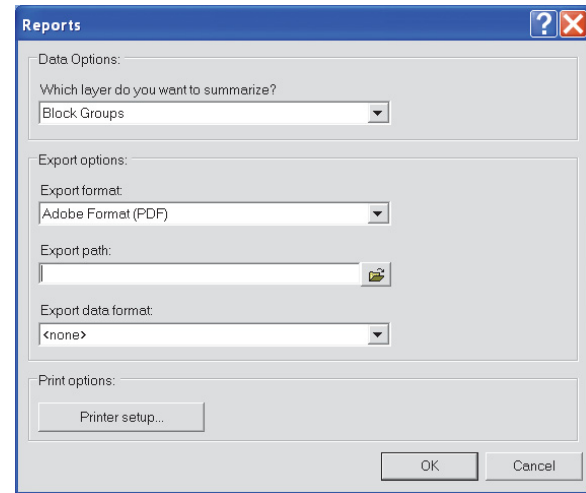 Reports
Data Options:
Which layer do you want to summarize?
Block Groups
Export options:
Export format:
Adobe Format (PDF)
Export path:
Export data format:
<none>
Print options:
Printer setup...
OK Cancel